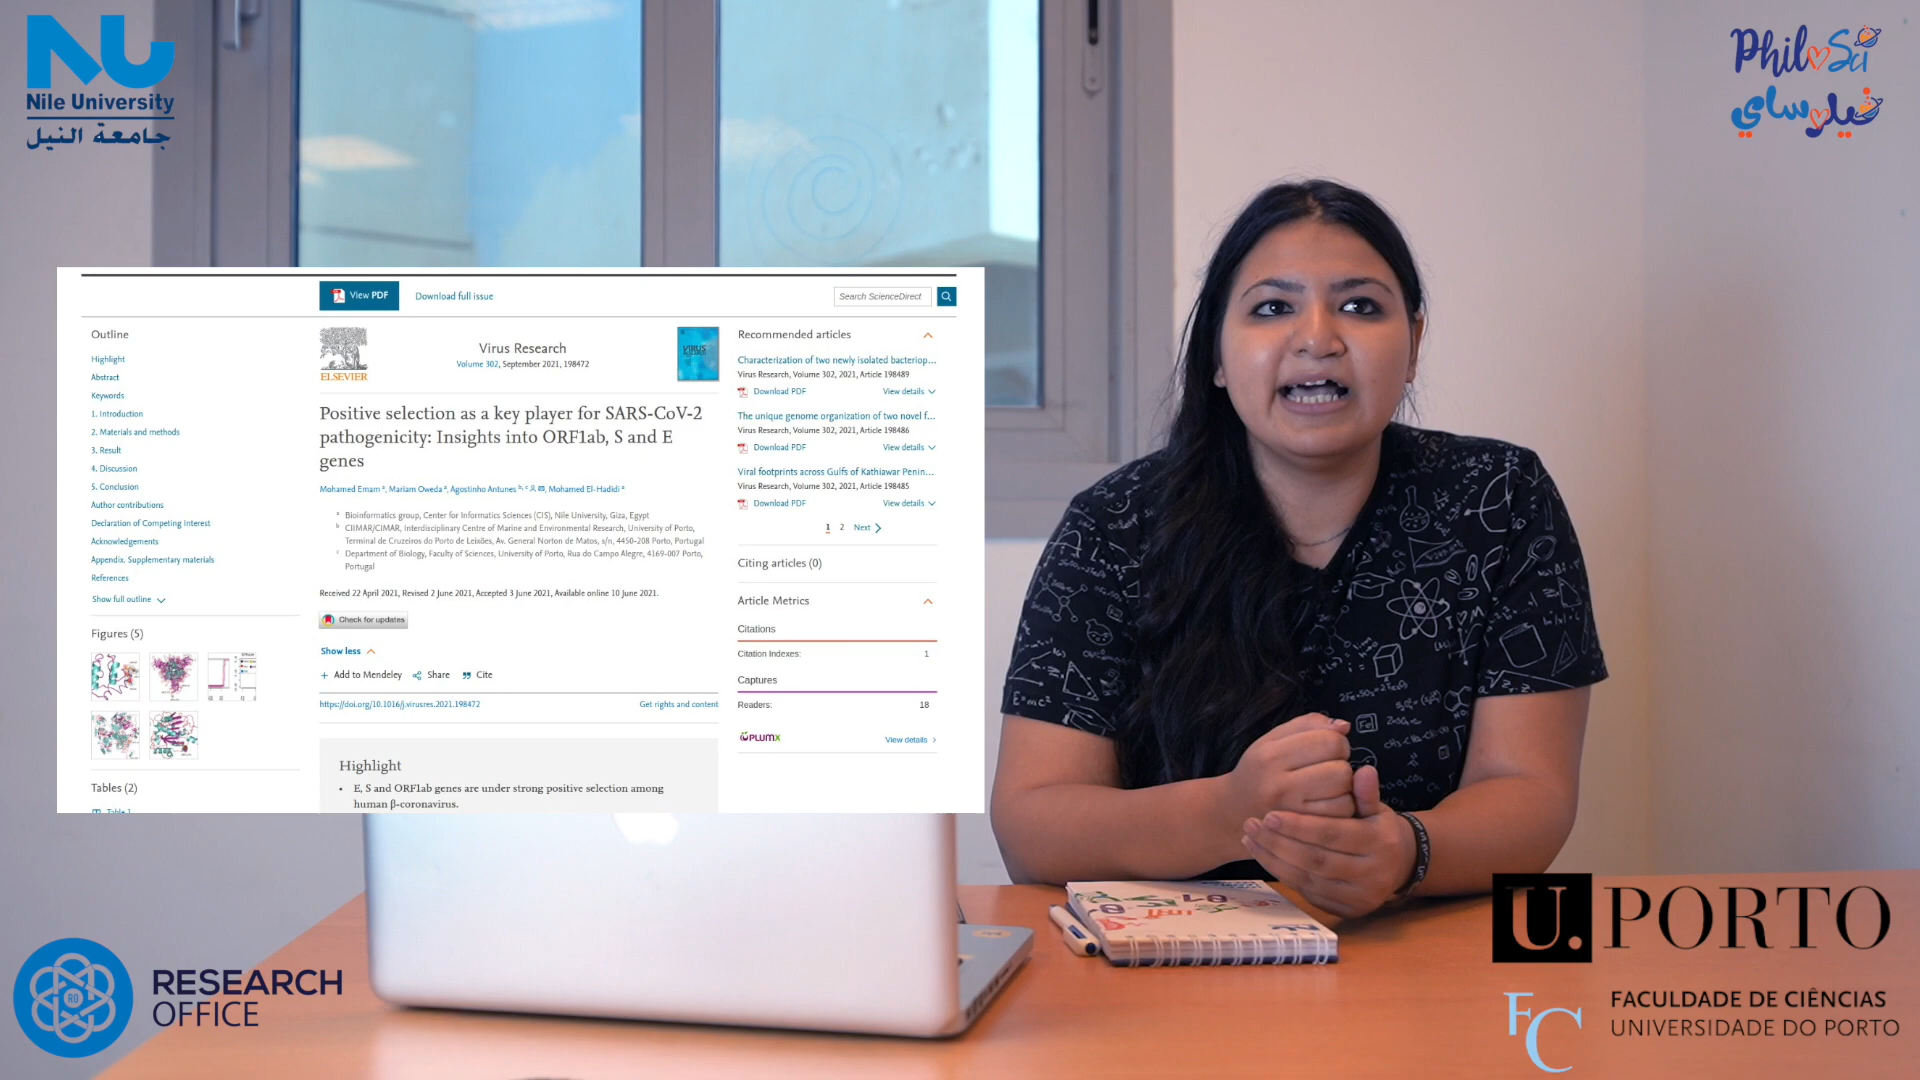 NU
Nile University
جامعة النيل
PhiloSci
فيلوساي
View PDF
Download full issue
Search ScienceDirect
Outline
Highlight
Abstract
Keywords
1. Introduction
2. Materials and methods
3. Result
4. Discussion
5. Conclusion
Author contributions
Declaration of Competing Interest
Acknowledgements
Appendix. Supplementary materials
References
Show full outline
Figures (5)
Tables (2)
Table 1
ELSEVIER
Virus Research
Volume 302, September 2021, 198472
VIRUS
Positive selection as a key player for SARS-CoV-2
pathogenicity: Insights into ORF1ab, S and E
genes
Mohamed Emam a, Mariam Oweda a, Agostinho Antunes b, c, Mohamed El-Hadidi a
a Bioinformatics group, Center for Informatics Sciences (CIS), Nile University, Giza, Egypt
b CIIMAR/CIMAR, Interdisciplinary Centre of Marine and Environmental Research, University of Porto,
Terminal de Cruzeiros do Porto de Leixões, Av. General Norton de Matos, s/n, 4450-208 Porto, Portugal
c Department of Biology, Faculty of Sciences, University of Porto, Rua do Campo Alegre, 4169-007 Porto,
Portugal
Received 22 April 2021, Revised 2 June 2021, Accepted 3 June 2021, Available online 10 June 2021.
Check for updates
Show less
+ Add to Mendeley Share Cite
https://doi.org/10.1016/j.virusres.2021.198472
Get rights and content
Highlight
• E, S and ORF1ab genes are under strong positive selection among
human β-coronavirus.
Recommended articles
Characterization of two newly isolated bacteriop...
Virus Research, Volume 302, 2021, Article 198489
Download PDF View details
The unique genome organization of two novel f...
Virus Research, Volume 302, 2021, Article 198486
Download PDF View details
Viral footprints across Gulfs of Kathiawar Penin...
Virus Research, Volume 302, 2021, Article 198485
Download PDF View details
1 2 Next
Citing articles (0)
Article Metrics
Citations
Citation Indexes: 1
Captures
Readers: 18
PLUMX
View details
E=mc²
2Fe
Fe
RO
RESEARCH
OFFICE
U. PORTO
FC
FACULDADE DE CIÊNCIAS
UNIVERSIDADE DO PORTO